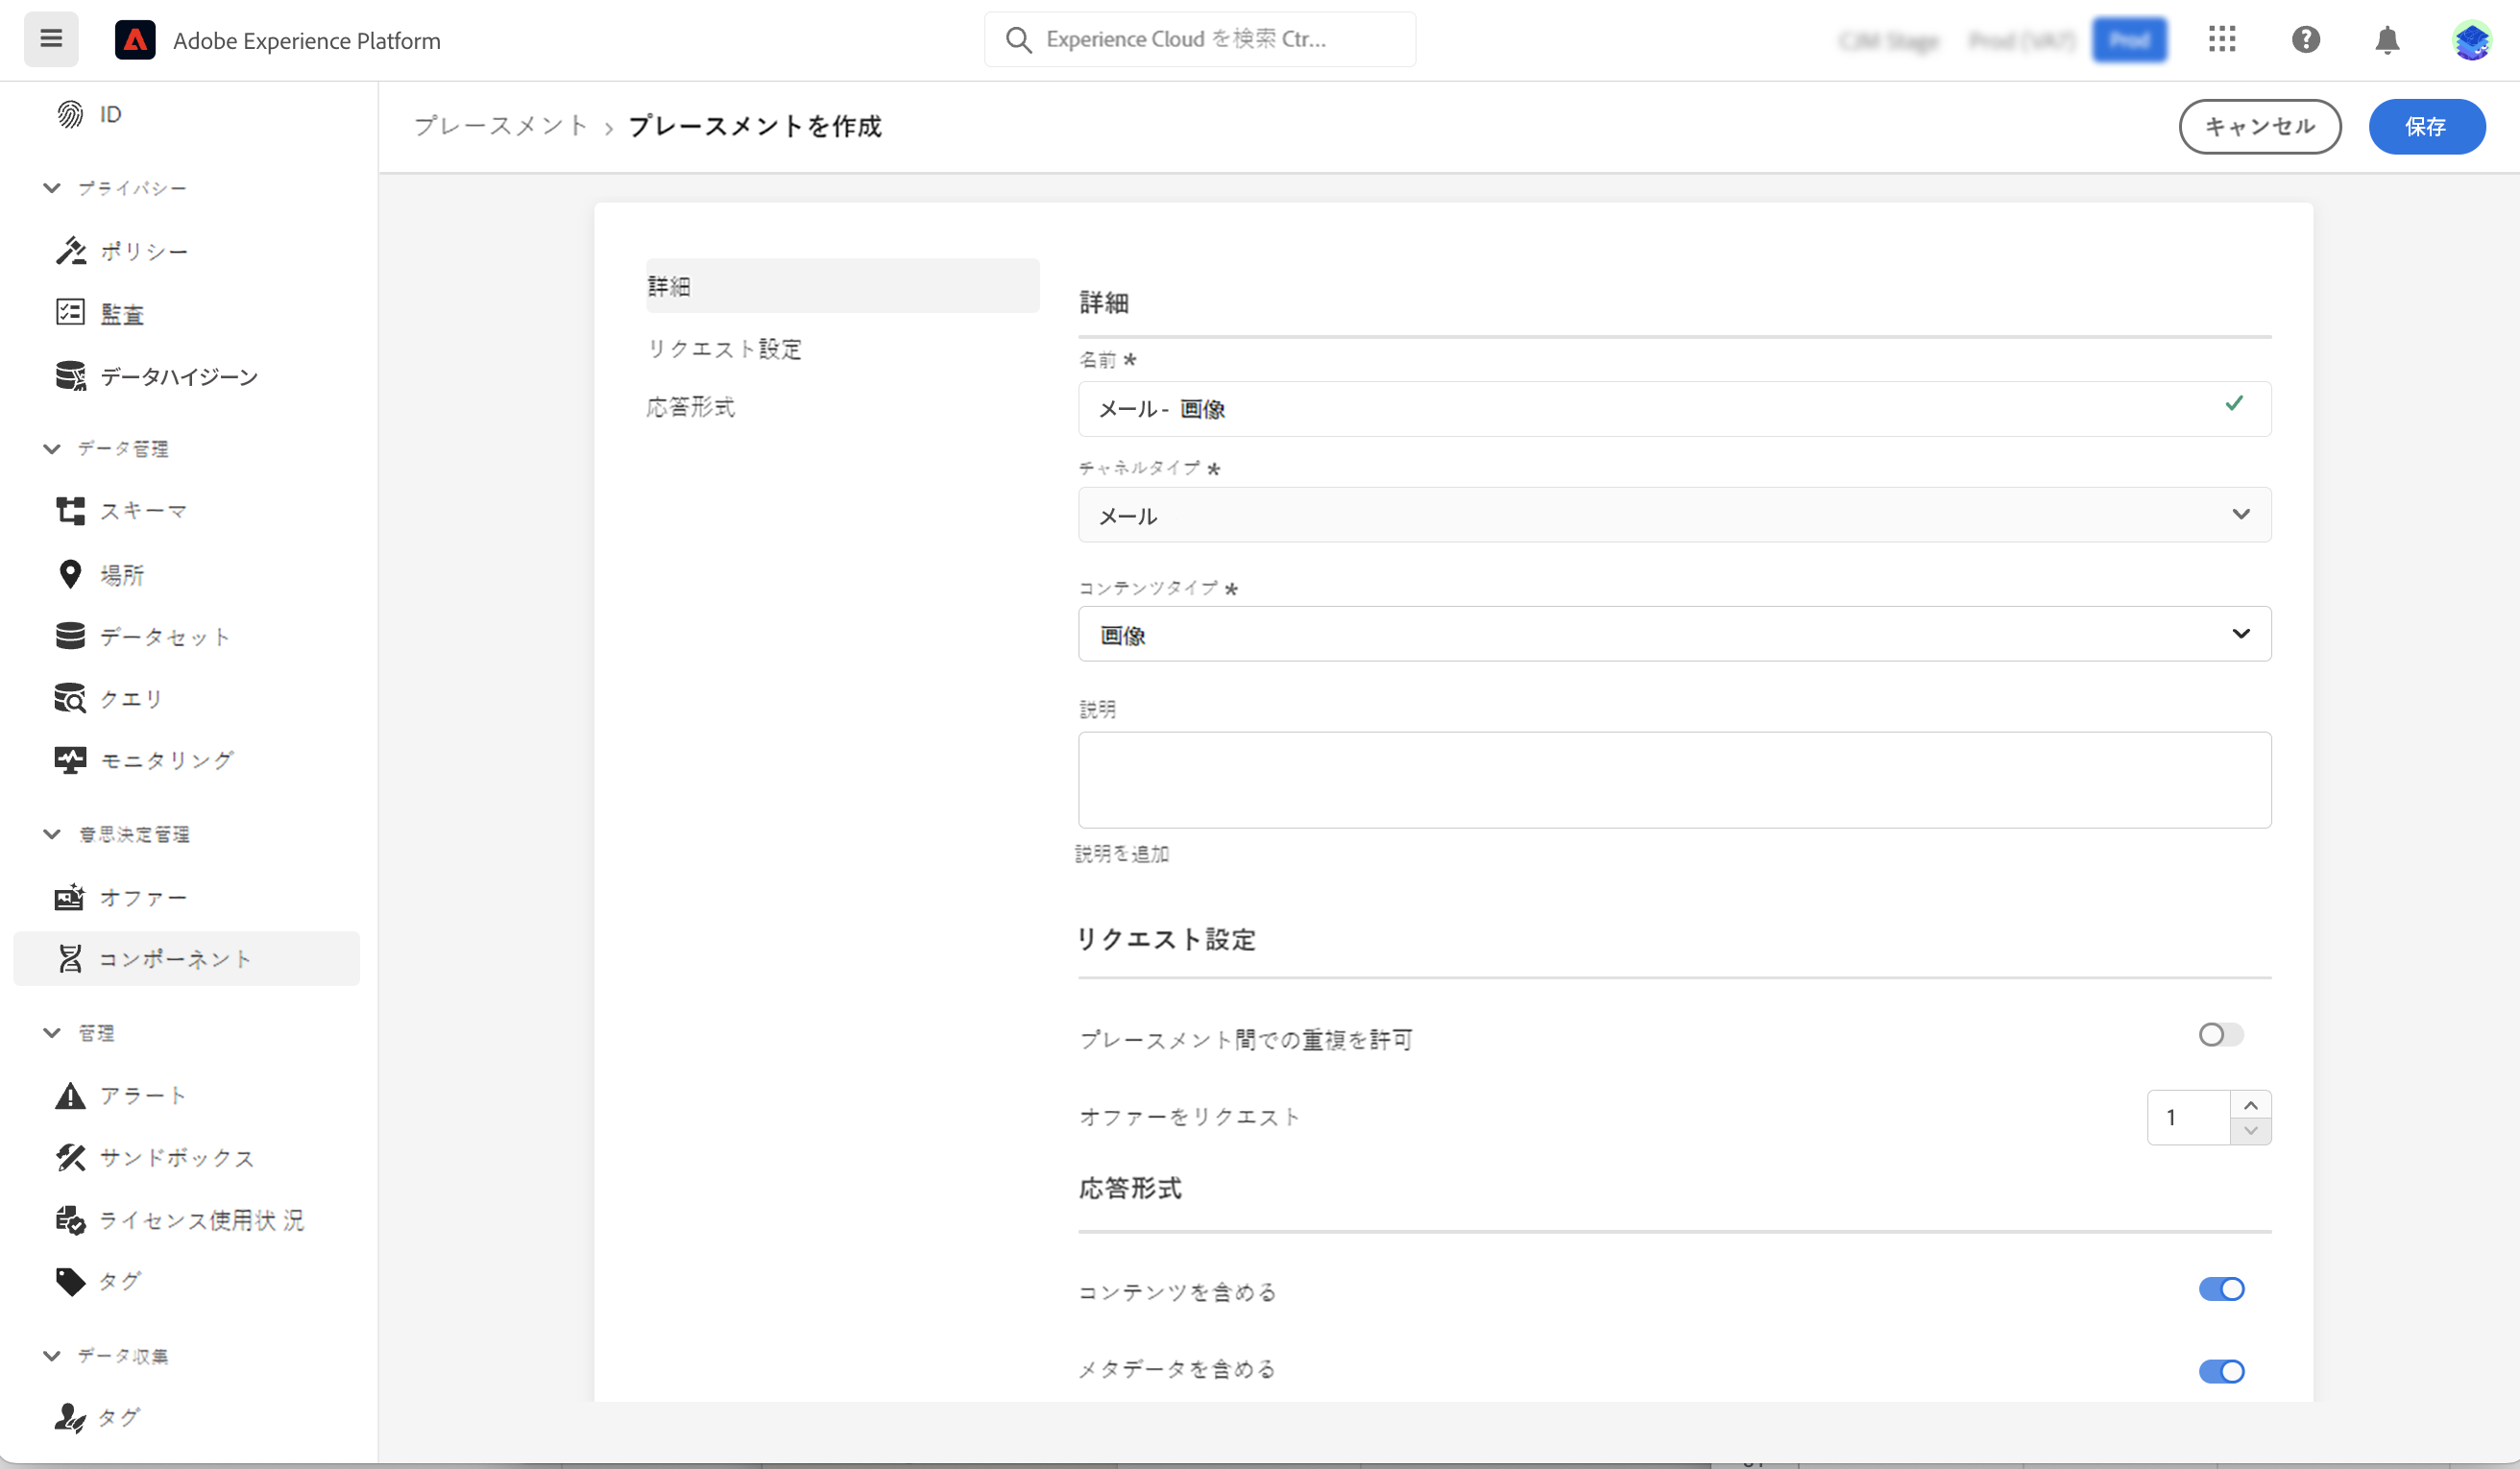 Adobe Experience Platform
Experience Cloud を検索 Ctr...
Prod
ID
プライバシー
ポリシー
監査
データハイジーン
データ管理
スキーマ
場所
データセット
クエリ
モニタリング
意思決定管理
オファー
コンポーネント
管理
アラート
サンドボックス
ライセンス使用状 況
タグ
データ収集
タグ
プレースメント › プレースメントを作成
キャンセル
保存
詳細
リクエスト設定
応答形式
詳細
名前 *
メール - 画像
チャネルタイプ *
メール
コンテンツタイプ *
画像
説明
説明を追加
リクエスト設定
プレースメント間での重複を許可
オファーをリクエスト
1
応答形式
コンテンツを含める
メタデータを含める